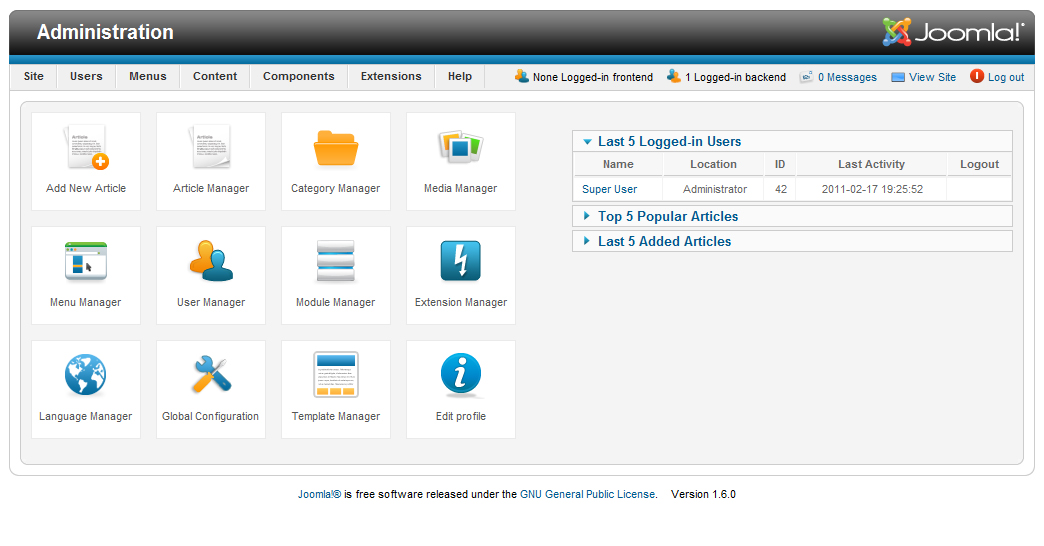 Administration
Joomla!®
Site Users Menus Content Components Extensions Help None Logged-in frontend 1 Logged-in backend 0 Messages View Site Log out
Add New Article Article Manager Category Manager Media Manager
Menu Manager User Manager Module Manager Extension Manager
Language Manager Global Configuration Template Manager Edit profile
Last 5 Logged-in Users
Name Location ID Last Activity Logout
Super User Administrator 42 2011-02-17 19:25:52
Top 5 Popular Articles
Last 5 Added Articles
Joomla!® is free software released under the GNU General Public License. Version 1.6.0